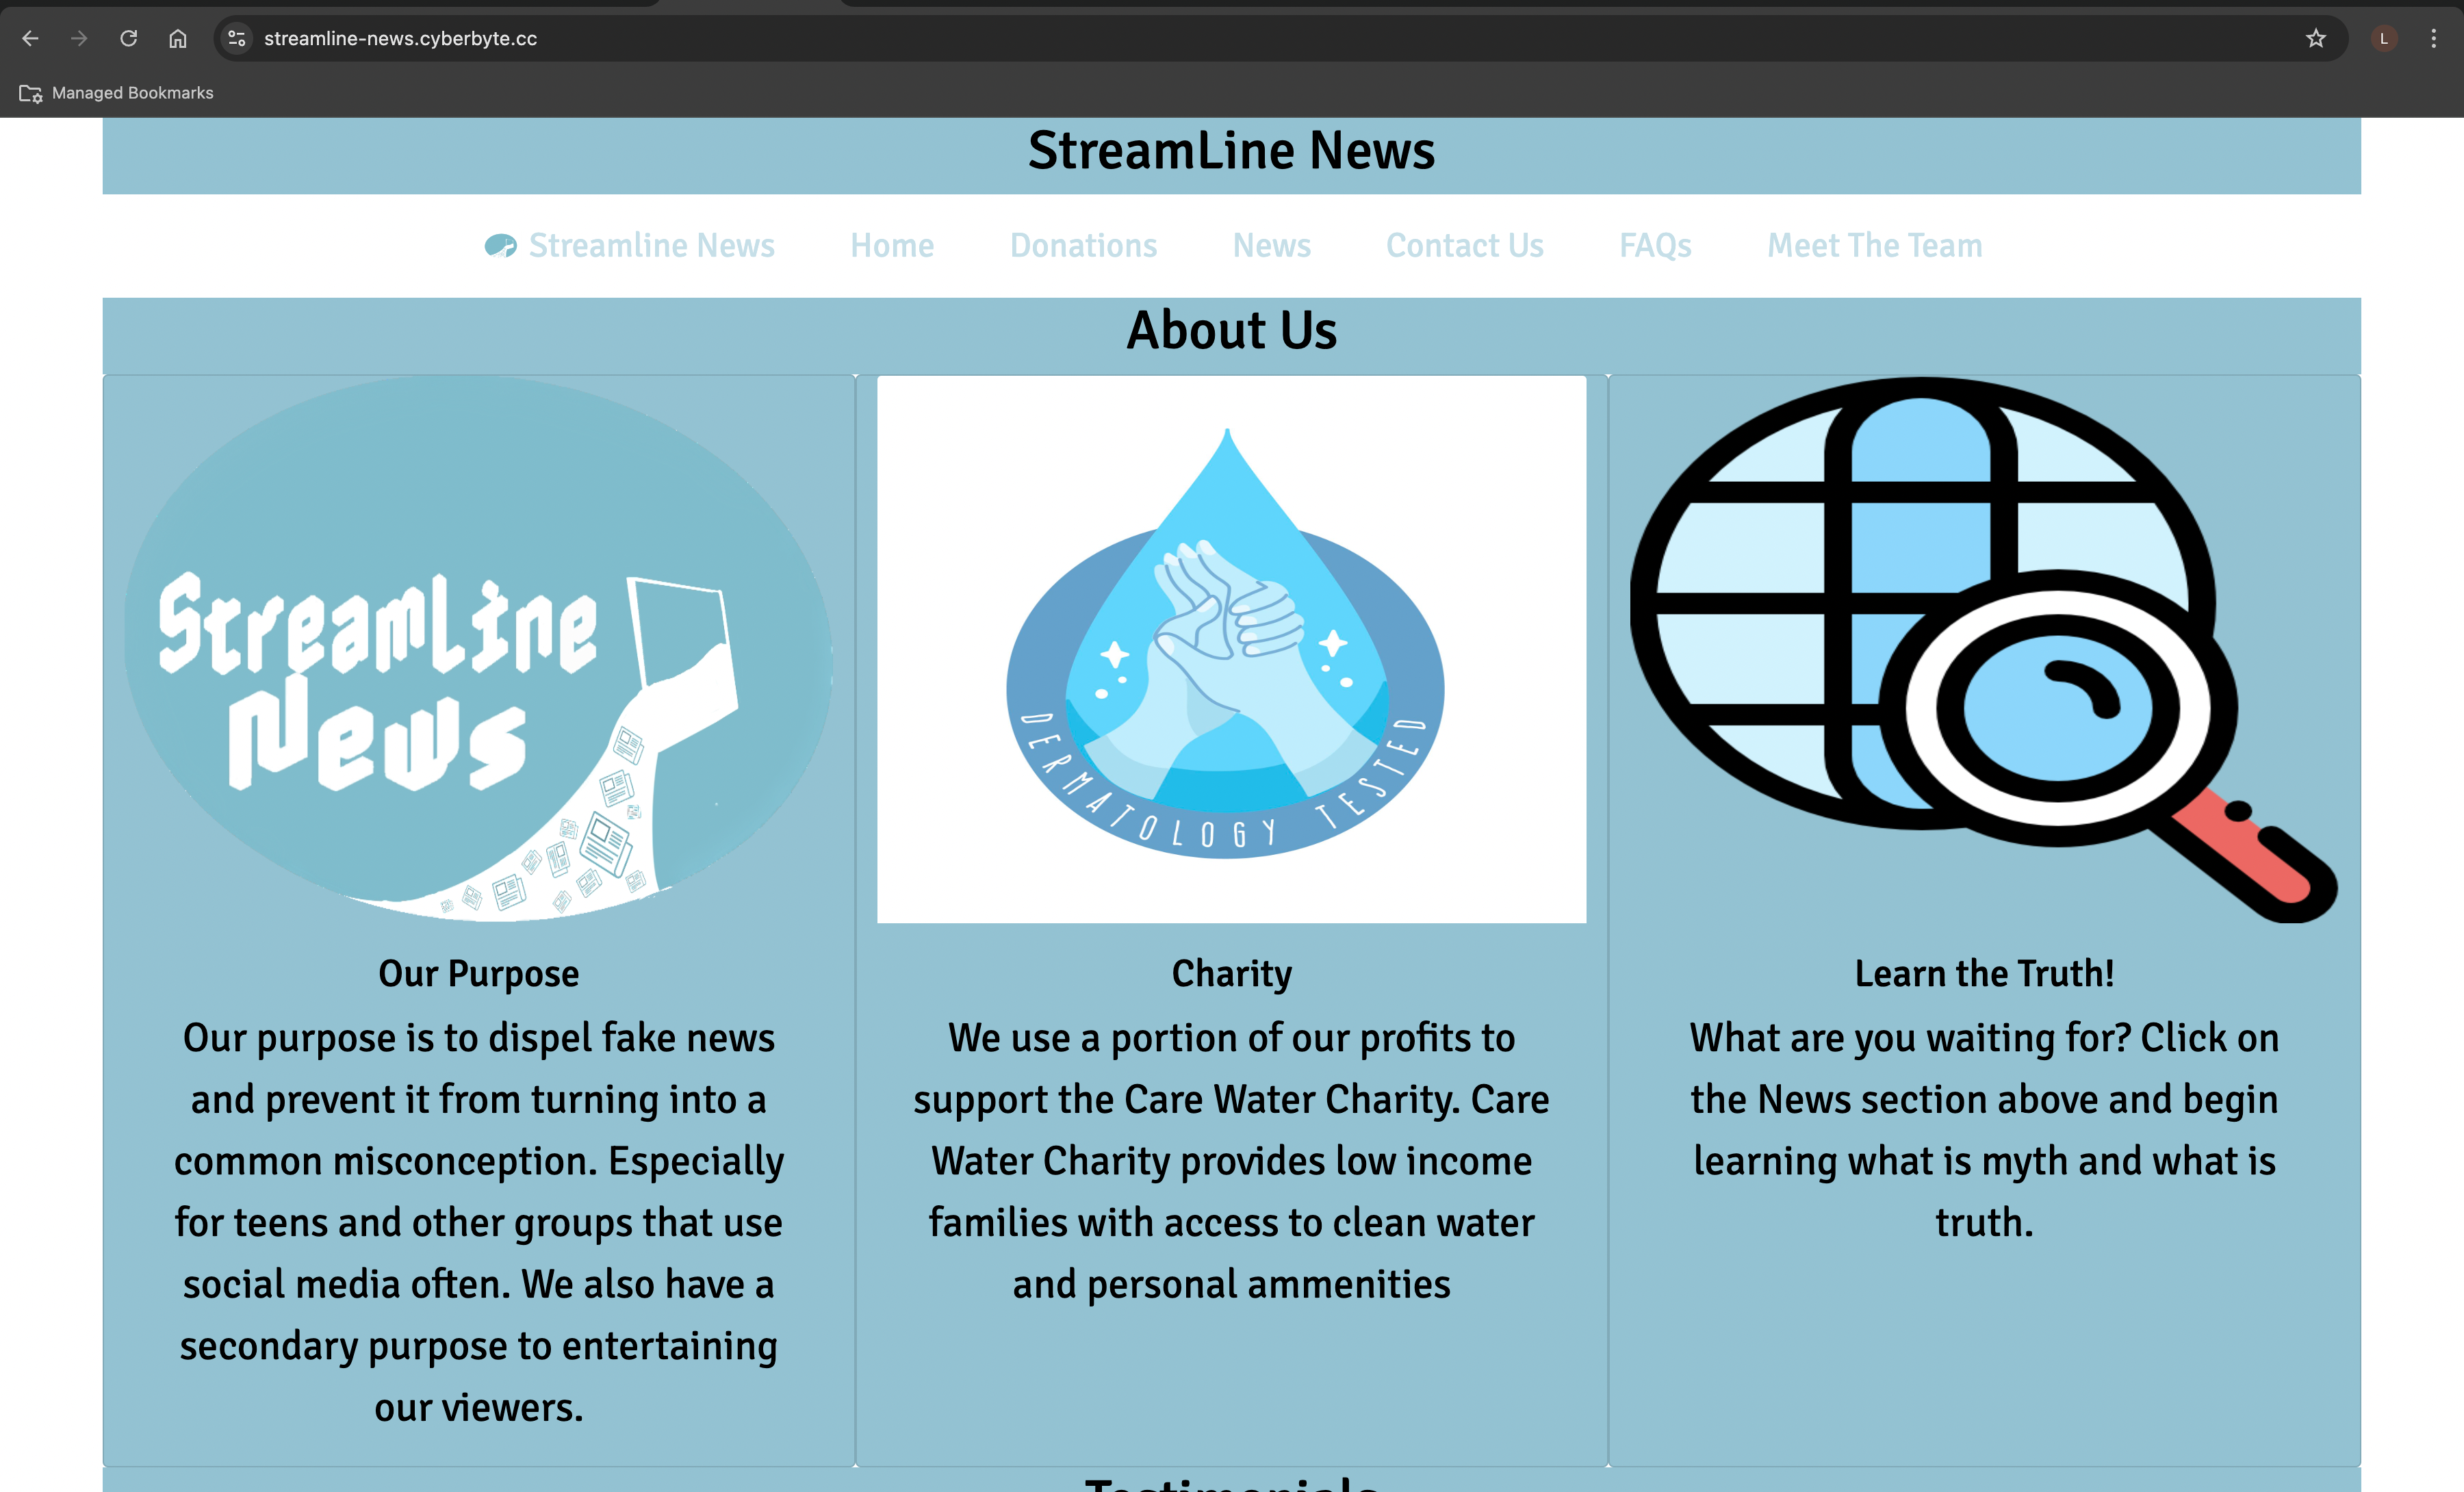 streamline-news.cyberbyte.cc
L
Managed Bookmarks
StreamLine News
Streamline News Home Donations News Contact Us FAQs Meet The Team
About Us
StreamLine
News
DERMATOLOGY TESTED
Our Purpose
Our purpose is to dispel fake news
and prevent it from turning into a
common misconception. Especially
for teens and other groups that use
social media often. We also have a
secondary purpose to entertaining
our viewers.
Charity
We use a portion of our profits to
support the Care Water Charity. Care
Water Charity provides low income
families with access to clean water
and personal ammenities
Learn the Truth!
What are you waiting for? Click on
the News section above and begin
learning what is myth and what is
truth.
Testimonials